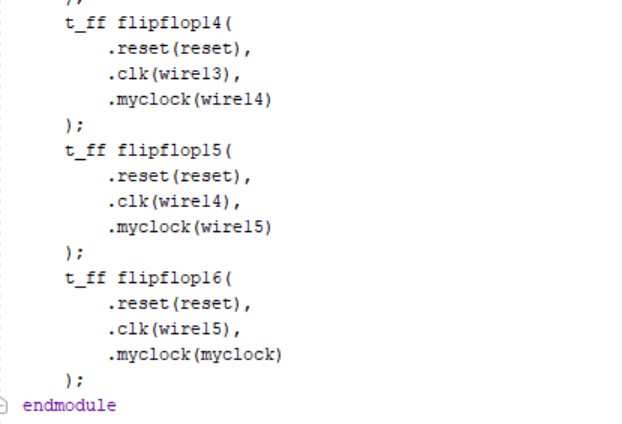 );
t_ff flipflop14(
.reset(reset),
.clk(wire13),
.myclock(wire14)
);
t_ff flipflop15(
.reset(reset),
.clk(wire14),
.myclock(wire15)
);
t_ff flipflop16(
.reset(reset),
.clk(wire15),
.myclock(myclock)
);
endmodule